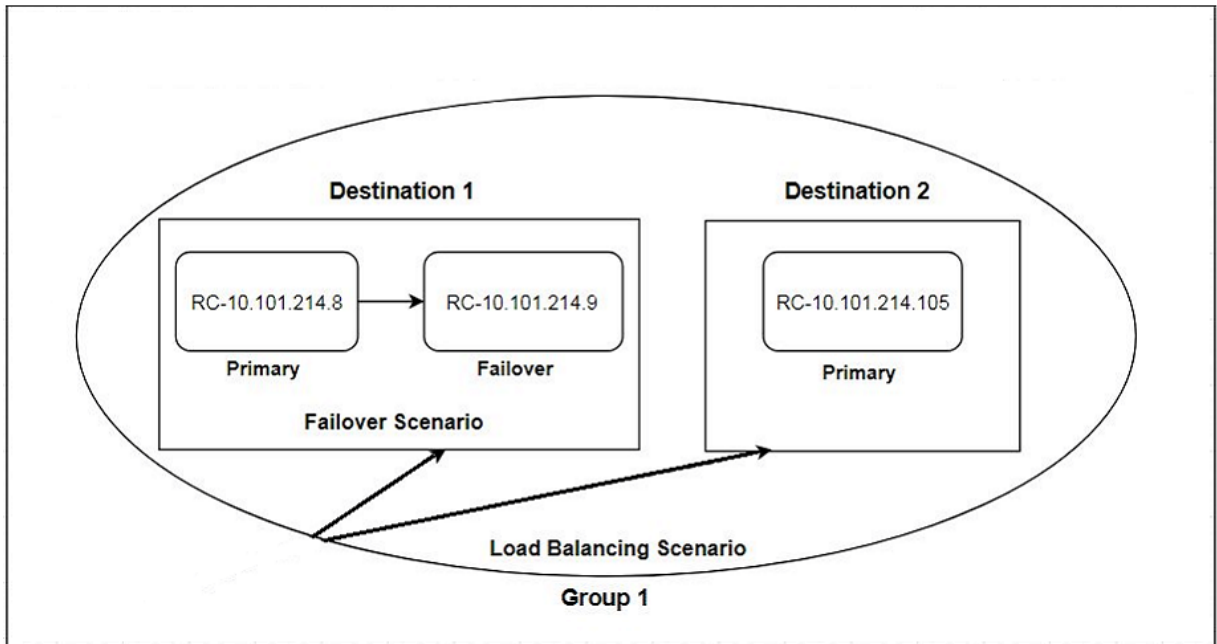 Destination 1
Destination 2
RC-10.101.214.8
RC-10.101.214.9
RC-10.101.214.105
Primary
Failover
Primary
Failover Scenario
Load Balancing Scenario
Group 1